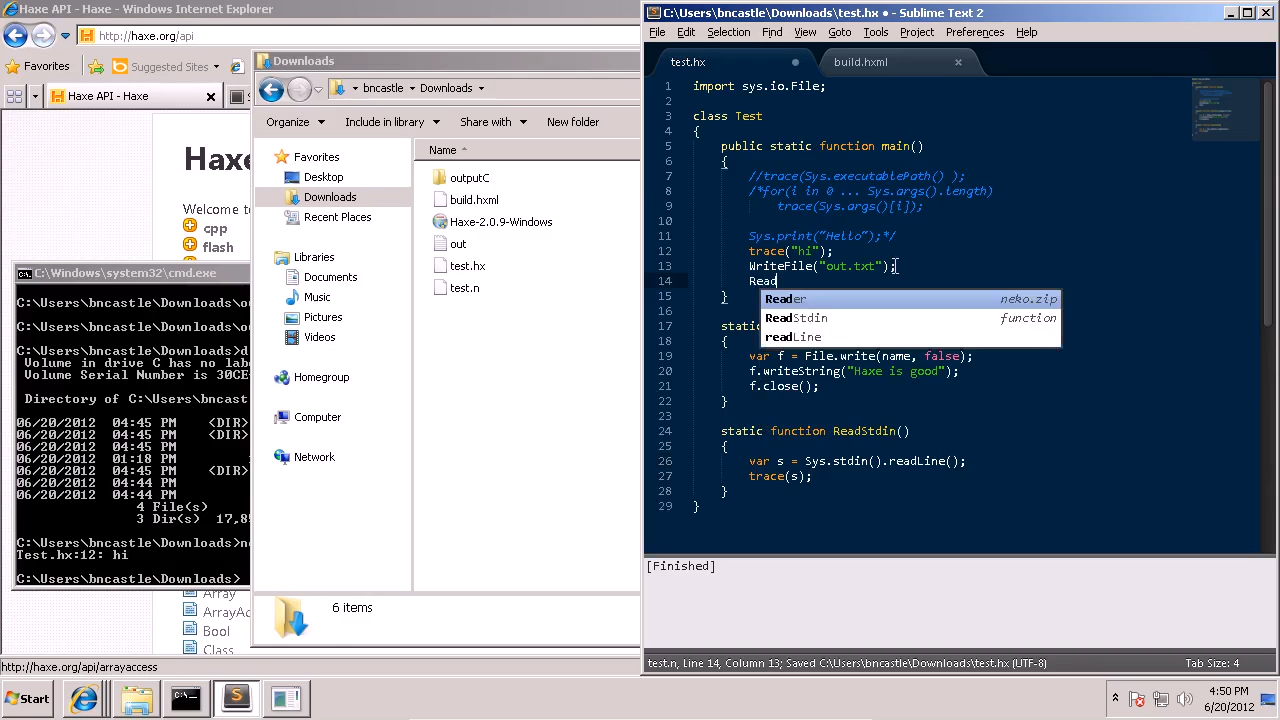 Haxe API - Haxe - Internet Explorer
http://haxe.org/api
Favorites
Suggested Sites
Haxe API - Haxe
Hax
Welcome to
cpp
flash
Array
ArrayAc
Bool
Class
http://haxe.org/api/arrayaccess
C:\Windows\system32\cmd.exe
C:\Users\bncastle\Downloads>
Volume in drive C has no labe
Volume Serial Number is 30CE
Directory of C:\Users\bncast
06/20/2012 04:45 PM <DIR>
06/20/2012 04:45 PM <DIR>
06/20/2012 04:45 PM
06/20/2012 01:18 PM
06/20/2012 04:45 PM <DIR>
06/20/2012 04:44 PM
06/20/2012 04:44 PM
4 File(s)
3 Dir(s) 17,85
C:\Users\bncastle\Downloads>ne
Test.hx:12: hi
C:\Users\bncastle\Downloads>
Downloads
bncastle
Downloads
Organize
Include in library
Share with
New folder
Favorites
Desktop
Downloads
Recent Places
Libraries
Documents
Music
Pictures
Videos
Homegroup
Computer
Network
Name
outputC
build.hxml
Haxe-2.0.9-Windows
out
test.hx
test.n
6 items
C:\Users\bncastle\Downloads\test.hx • - Sublime Text 2
File Edit Selection Find View Goto Tools Project Preferences Help
test.hx
build.hxml
1 import sys.io.File;
2
3 class Test
4 {
5 public static function main()
6 {
7 //trace(Sys.executablePath() );
8 /*for(i in 0 ... Sys.args().length)
9 trace(Sys.args()[i]);
10
11 Sys.print("Hello");*/
12 trace("hi");
13 WriteFile("out.txt");
14 Read
15 }
Reader neko.zip
ReadStdin function
readLine
16
17 stati
18 {
19 var f = File.write(name, false);
20 f.writeString("Haxe is good");
21 f.close();
22 }
23
24 static function ReadStdin()
25 {
26 var s = Sys.stdin().readLine();
27 trace(s);
28 }
29 }
[Finished]
test.n, Line 14, Column 13; saved C:\Users\bncastle\Downloads\test.hx (UTF-8)
Tab Size: 4
Start
4:50 PM
6/20/2012